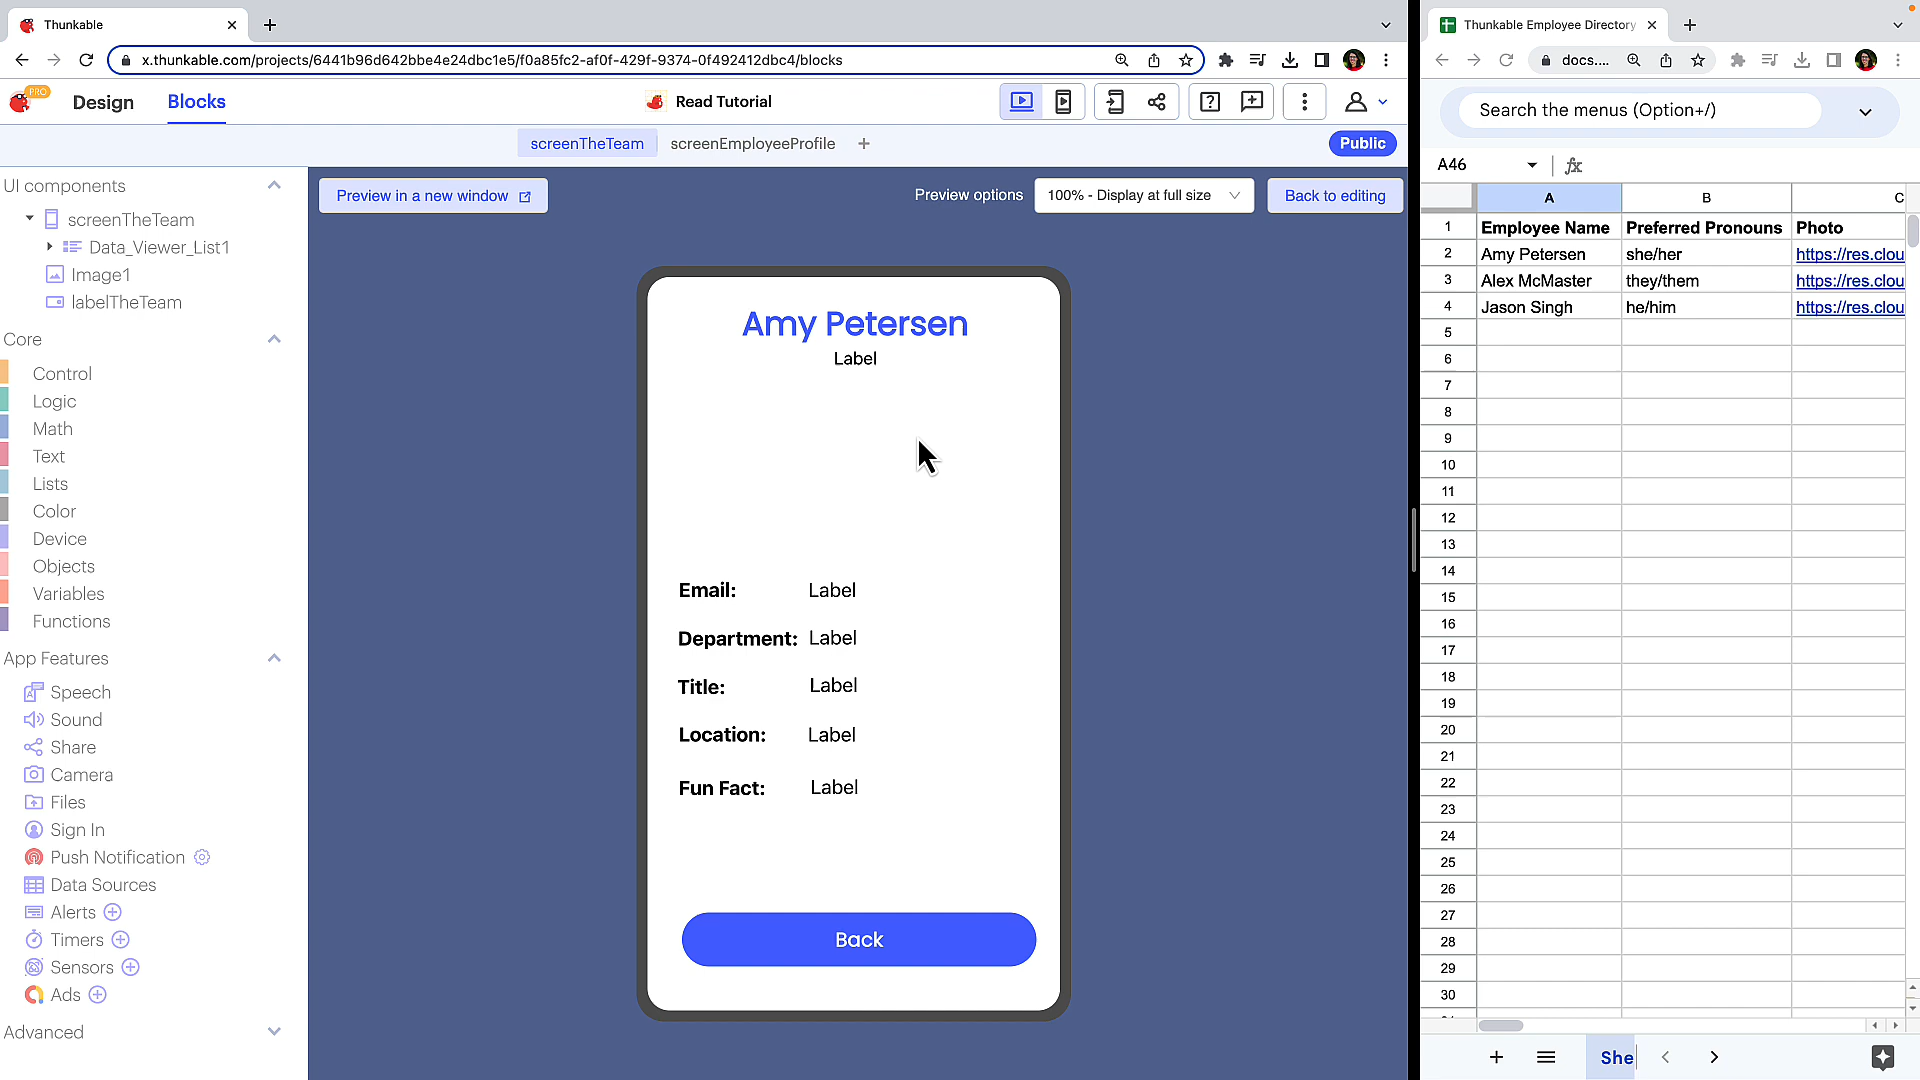 Thunkable
x.thunkable.com/projects/6441b96d642bbe4e24dbc1e5/f0a85fc2-af0f-429f-9374-0f492412dbc4/blocks
PRO
Design
Blocks
Read Tutorial
screenTheTeam
screenEmployeeProfile
+
Public
UI components
screenTheTeam
Data_Viewer_List1
Image1
labelTheTeam
Core
Control
Logic
Math
Text
Lists
Color
Device
Objects
Variables
Functions
App Features
Speech
Sound
Share
Camera
Files
Sign In
Push Notification
Data Sources
Alerts
Timers
Sensors
Ads
Advanced
Preview in a new window
Preview options
100% - Display at full size
Back to editing
Amy Petersen
Label
Email: Label
Department: Label
Title: Label
Location: Label
Fun Fact: Label
Back
Thunkable Employee Directory
docs....
Search the menus (Option+/)
A46
fx
A B C
1 Employee Name Preferred Pronouns Photo
2 Amy Petersen she/her https://res.clou
3 Alex McMaster they/them https://res.clou
4 Jason Singh he/him https://res.clou
5
6
7
8
9
10
11
12
13
14
15
16
17
18
19
20
21
22
23
24
25
26
27
28
29
30
She